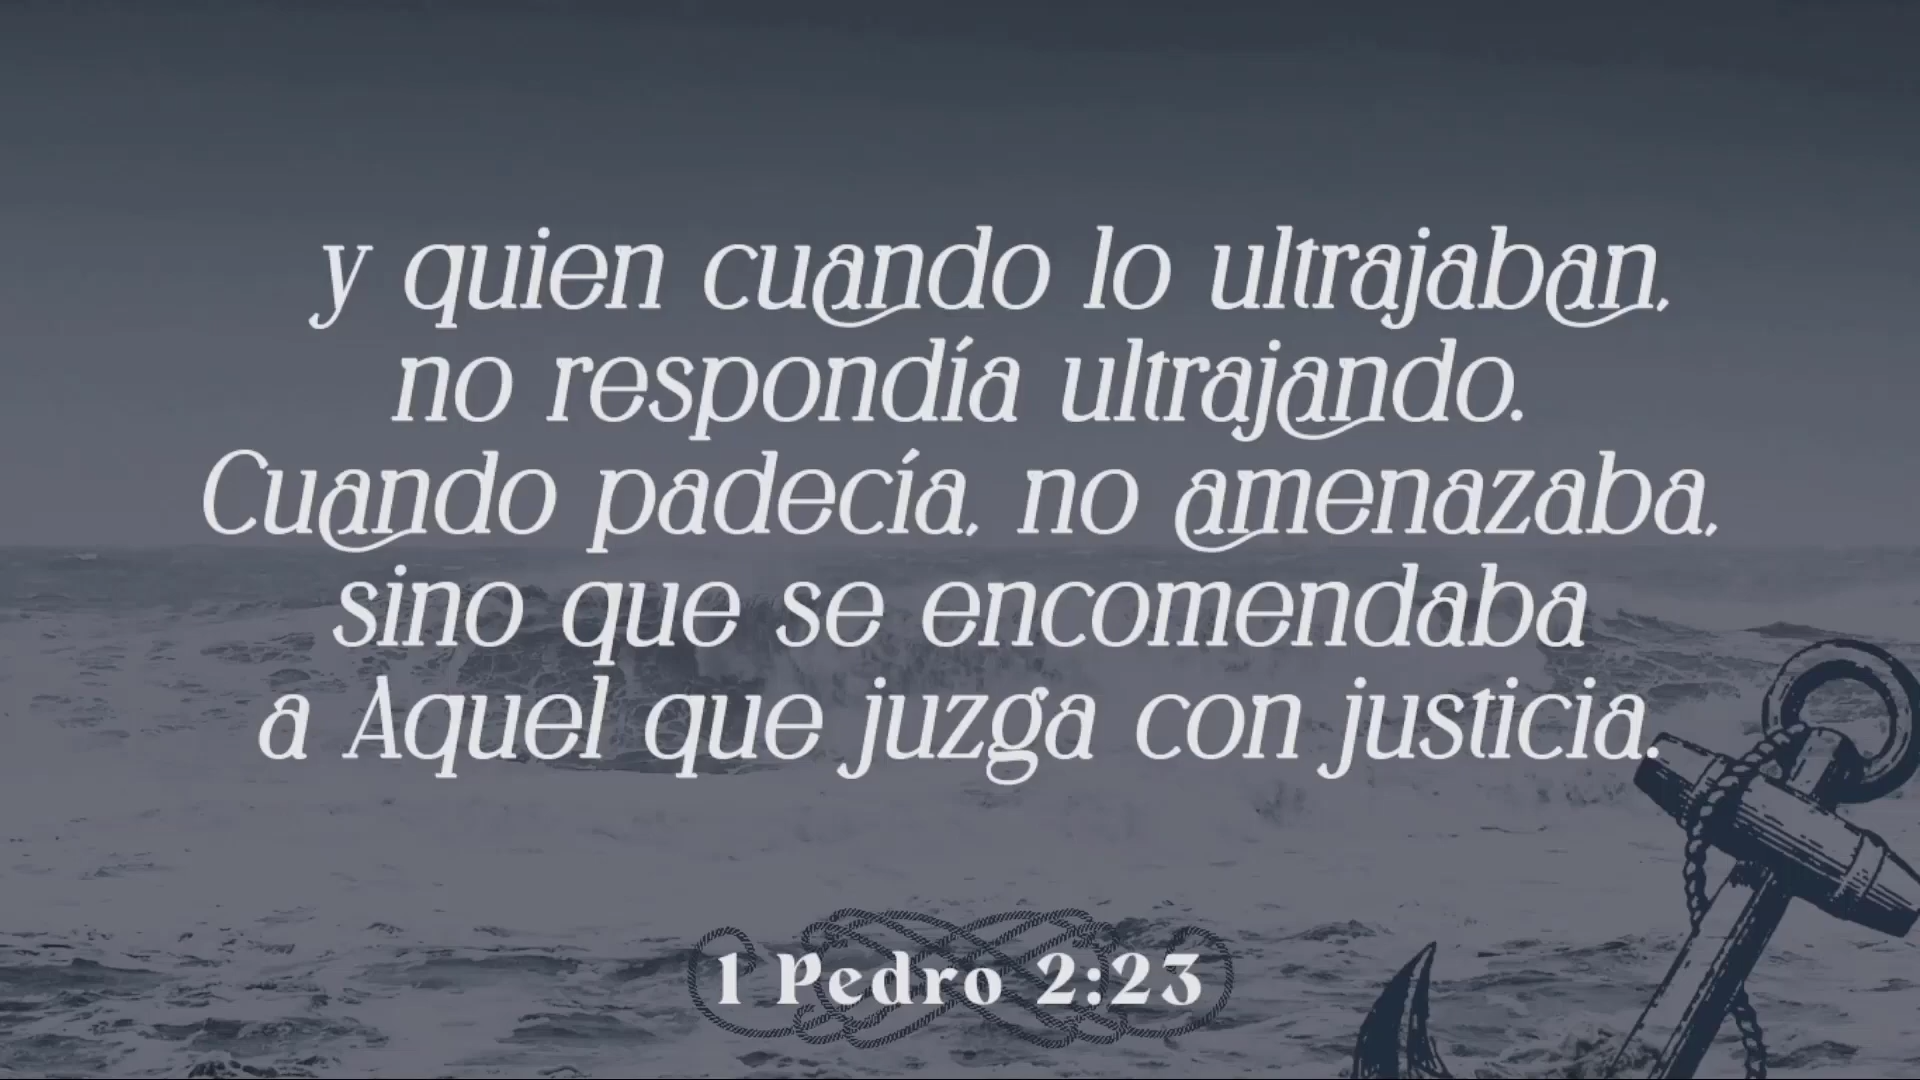 y quien cuando lo ultrajaban,
no respondía ultrajando.
Cuando padecía, no amenazaba,
sino que se encomendaba
a Aquel que juzga con justicia.
1 Pedro 2:23